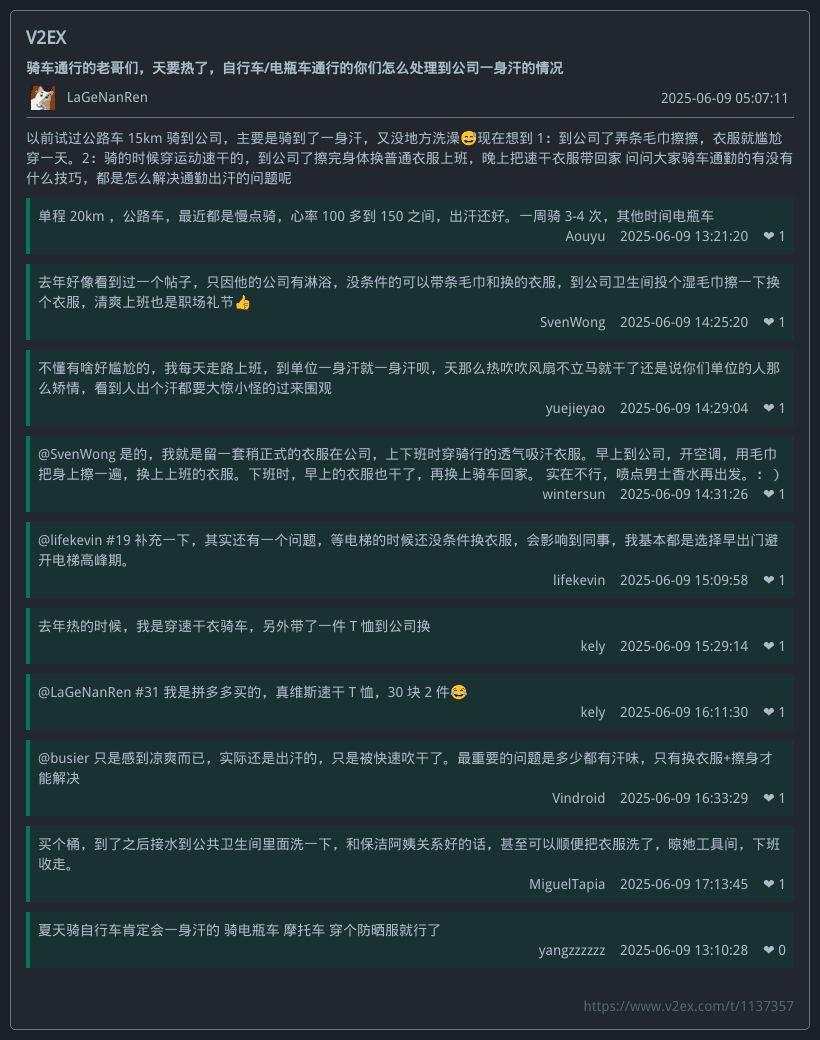 V2EX
骑车通行的老哥们，天要热了，自行车/电瓶车通行的你们怎么处理到公司一身汗的情况
LaGeNanRen 2025-06-09 05:07:11
以前试过公路车 15km 骑到公司，主要是骑到了一身汗，又没地方洗澡😅现在想到 1：到公司了弄条毛巾擦擦，衣服就尴尬
穿一天。2：骑的时候穿运动速干的，到公司了擦完身体换普通衣服上班，晚上把速干衣服带回家 问问大家骑车通勤的有没有
什么技巧，都是怎么解决通勤出汗的问题呢
单程 20km ，公路车，最近都是慢点骑，心率 100 多到 150 之间，出汗还好。一周骑 3-4 次，其他时间电瓶车
Aouyu 2025-06-09 13:21:20 ❤ 1
去年好像看到过一个帖子，只因他的公司有淋浴，没条件的可以带条毛巾和换的衣服，到公司卫生间投个湿毛巾擦一下换
个衣服，清爽上班也是职场礼节👍
SvenWong 2025-06-09 14:25:20 ❤ 1
不懂有啥好尴尬的，我每天走路上班，到单位一身汗就一身汗呗，天那么热吹吹风扇不立马就干了还是说你们单位的人那
么矫情，看到人出个汗都要大惊小怪的过来围观
yuejieyao 2025-06-09 14:29:04 ❤ 1
@SvenWong 是的，我就是留一套稍正式的衣服在公司，上下班时穿骑行的透气吸汗衣服。早上到公司，开空调，用毛巾
把身上擦一遍，换上上班的衣服。下班时，早上的衣服也干了，再换上骑车回家。 实在不行，喷点男士香水再出发。：）
wintersun 2025-06-09 14:31:26 ❤ 1
@lifekevin #19 补充一下，其实还有一个问题，等电梯的时候还没条件换衣服，会影响到同事，我基本都是选择早出门避
开电梯高峰期。
lifekevin 2025-06-09 15:09:58 ❤ 1
去年热的时候，我是穿速干衣骑车，另外带了一件 T 恤到公司换
kely 2025-06-09 15:29:14 ❤ 1
@LaGeNanRen #31 我是拼多多买的，真维斯速干 T 恤，30 块 2 件😂
kely 2025-06-09 16:11:30 ❤ 1
@busier 只是感到凉爽而已，实际还是出汗的，只是被快速吹干了。最重要的问题是多少都有汗味，只有换衣服+擦身才
能解决
Vindroid 2025-06-09 16:33:29 ❤ 1
买个桶，到了之后接水到公共卫生间里面洗一下，和保洁阿姨关系好的话，甚至可以顺便把衣服洗了，晾她工具间，下班
收走。
MiguelTapia 2025-06-09 17:13:45 ❤ 1
夏天骑自行车肯定会一身汗的 骑电瓶车 摩托车 穿个防晒服就行了
yangzzzzzz 2025-06-09 13:10:28 ❤ 0
https://www.v2ex.com/t/1137357